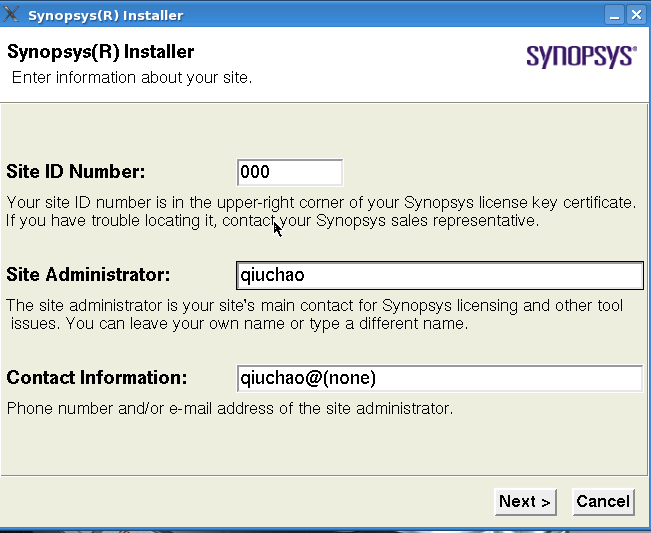 Synopsys(R) Installer
Synopsys(R) Installer
SYNOPSYS®
Enter information about your site.
Site ID Number:
000
Your site ID number is in the upper-right corner of your Synopsys license key certificate.
If you have trouble locating it, contact your Synopsys sales representative.
Site Administrator:
qiuchao
The site administrator is your site's main contact for Synopsys licensing and other tool
issues. You can leave your own name or type a different name.
Contact Information:
qiuchao@(none)
Phone number and/or e-mail address of the site administrator.
Next >
Cancel